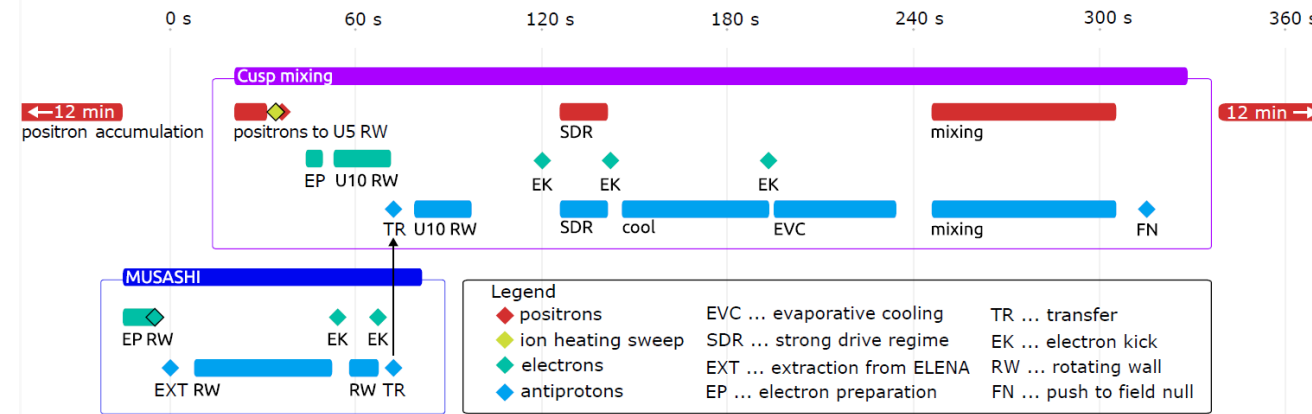 0 s 60 s 120 s 180 s 240 s 300 s 360 s
Cusp mixing
←12 min 12 min →
positron accumulation positrons to U5 RW SDR mixing
EP U10 RW EK EK EK
TR U10 RW SDR cool EVC mixing FN
MUSASHI
EP RW EK EK
EXT RW RW TR
Legend
positrons EVC ... evaporative cooling TR ... transfer
ion heating sweep SDR ... strong drive regime EK ... electron kick
electrons EXT ... extraction from ELENA RW ... rotating wall
antiprotons EP ... electron preparation FN ... push to field null